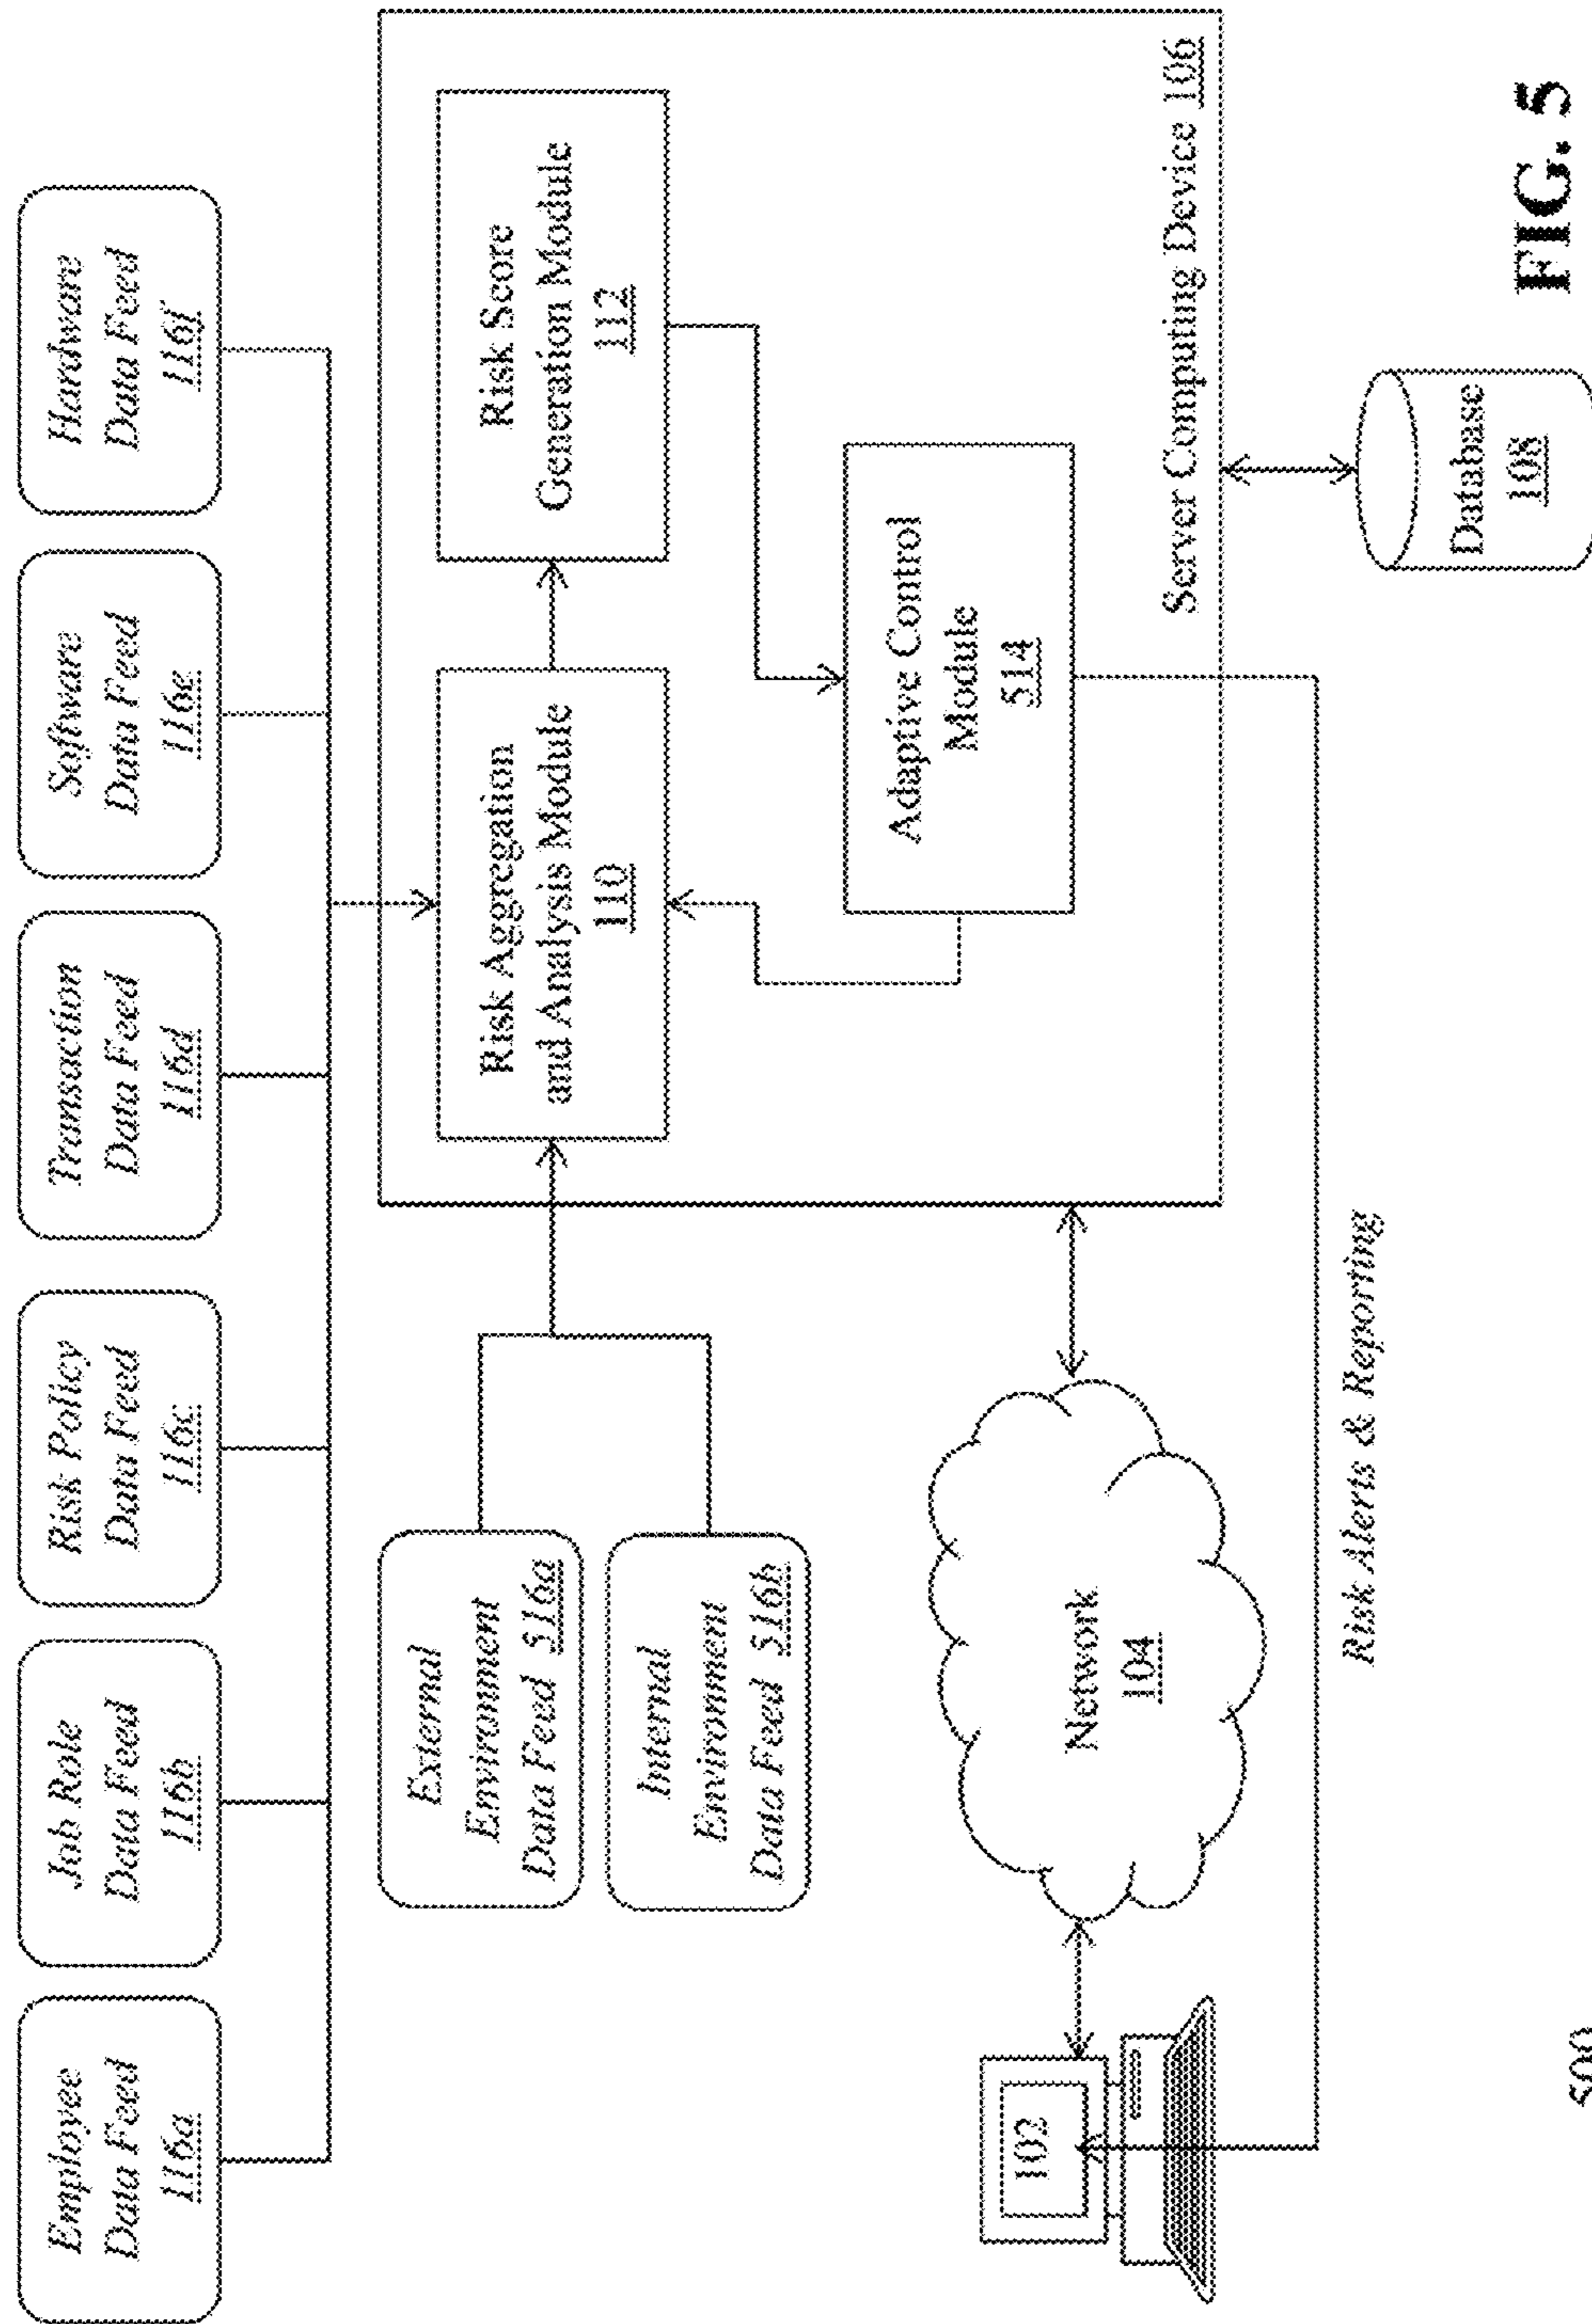 Employee
Data Feed
116a
Job Role
Data Feed
116b
Risk Policy
Data Feed
116c
Transaction
Data Feed
116d
Software
Data Feed
116e
Hardware
Data Feed
116f
External
Environment
Data Feed 516a
Internal
Environment
Data Feed 516b
Risk Aggregation
and Analysis Module
110
Risk Score
Generation Module
112
Adaptive Control
Module
514
Server Computing Device 106
102
Network
104
Risk Alerts & Reporting
Database
108
500
FIG. 5